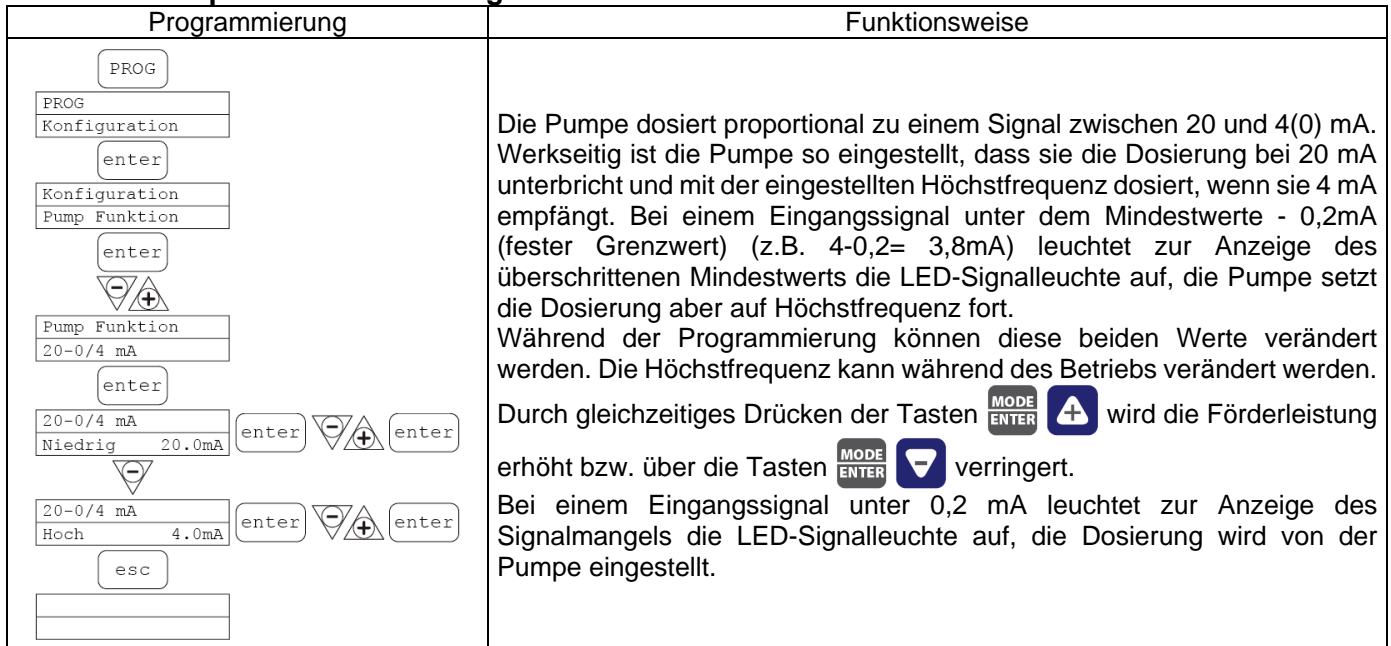 Programmierung
Funktionsweise
PROG
PROG
Konfiguration
enter
Konfiguration
Pump Funktion
enter
Pump Funktion
20-0/4 mA
enter
20-0/4 mA
Niedrig 20.0mA
enter
enter
20-0/4 mA
Hoch 4.0mA
enter
enter
esc
Die Pumpe dosiert proportional zu einem Signal zwischen 20 und 4(0) mA.
Werkseitig ist die Pumpe so eingestellt, dass sie die Dosierung bei 20 mA
unterbricht und mit der eingestellten Höchstfrequenz dosiert, wenn sie 4 mA
empfängt. Bei einem Eingangssignal unter dem Mindestwerte - 0,2mA
(fester Grenzwert) (z.B. 4-0,2= 3,8mA) leuchtet zur Anzeige des
überschrittenen Mindestwerts die LED-Signalleuchte auf, die Pumpe setzt
die Dosierung aber auf Höchstfrequenz fort.
Während der Programmierung können diese beiden Werte verändert
werden. Die Höchstfrequenz kann während des Betriebs verändert werden.
Durch gleichzeitiges Drücken der Tasten MODE ENTER + wird die Förderleistung
erhöht bzw. über die Tasten MODE ENTER - verringert.
Bei einem Eingangssignal unter 0,2 mA leuchtet zur Anzeige des
Signalmangels die LED-Signalleuchte auf, die Dosierung wird von der
Pumpe eingestellt.